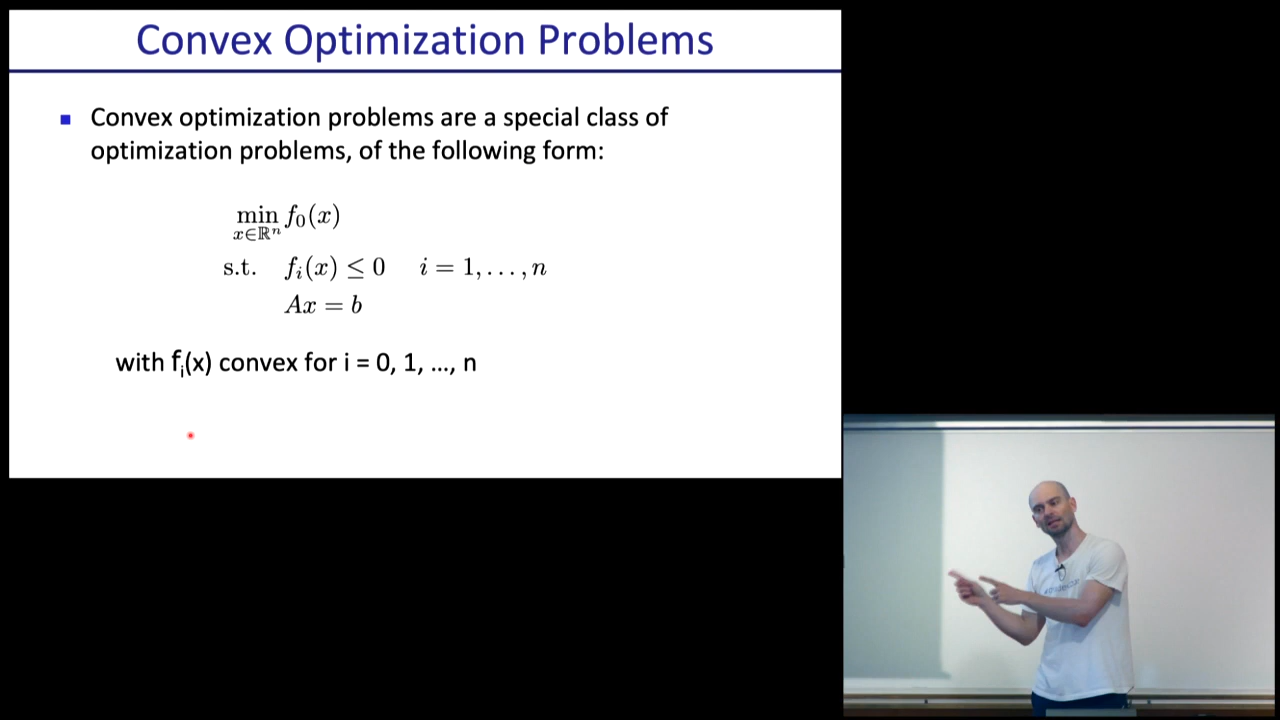 Convex Optimization Problems
Convex optimization problems are a special class of
optimization problems, of the following form:
min f₀(x)
x∈ℝⁿ
s.t. fᵢ(x) ≤ 0 i = 1, . . . , n
Ax = b
with fᵢ(x) convex for i = 0, 1, ..., n